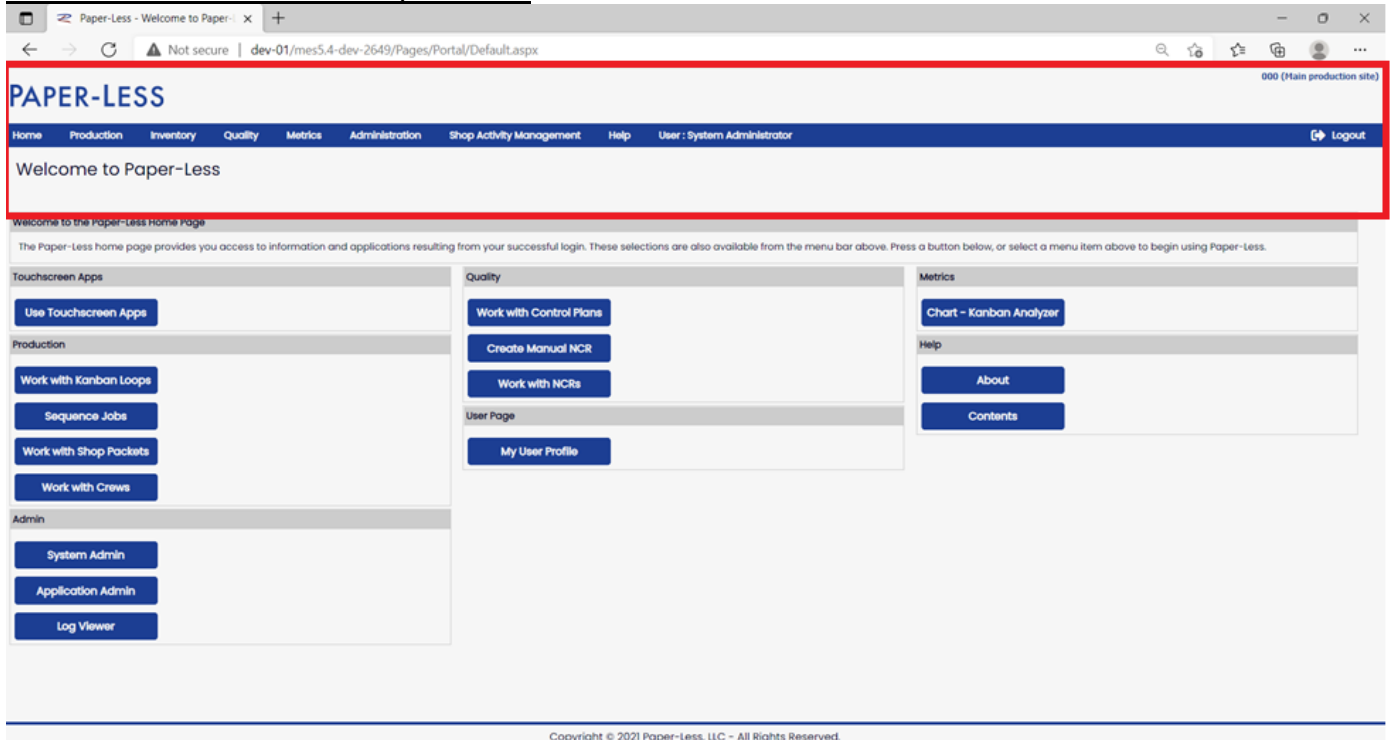 Paper-Less - Welcome to Paper-
Not secure | dev-01/mes5.4-dev-2649/Pages/Portal/Default.aspx
000 (Main production site)
PAPER-LESS
Home Production Inventory Quality Metrics Administration Shop Activity Management Help User : System Administrator Logout
Welcome to Paper-Less
Welcome to the Paper-Less Home Page
The Paper-Less home page provides you access to information and applications resulting from your successful login. These selections are also available from the menu bar above. Press a button below, or select a menu item above to begin using Paper-Less.
Touchscreen Apps
Use Touchscreen Apps
Production
Work with Kanban Loops
Sequence Jobs
Work with Shop Packets
Work with Crews
Admin
System Admin
Application Admin
Log Viewer
Quality
Work with Control Plans
Create Manual NCR
Work with NCRs
User Page
My User Profile
Metrics
Chart - Kanban Analyzer
Help
About
Contents
Copyright © 2021 Paper-Less, LLC - All Rights Reserved.